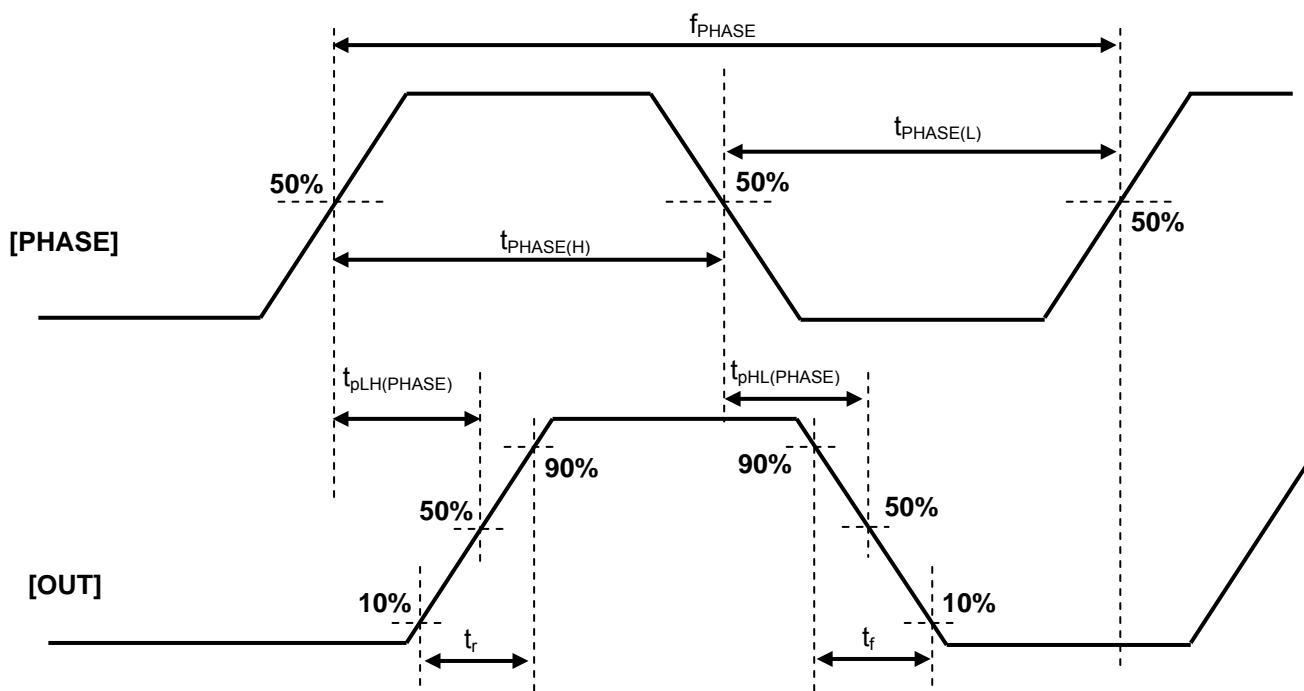 fPHASE
tPHASE(L)
50%
50%
50%
[PHASE]
tPHASE(H)
tpLH(PHASE)
tpHL(PHASE)
90%
90%
50%
50%
[OUT]
10%
10%
tr
tf